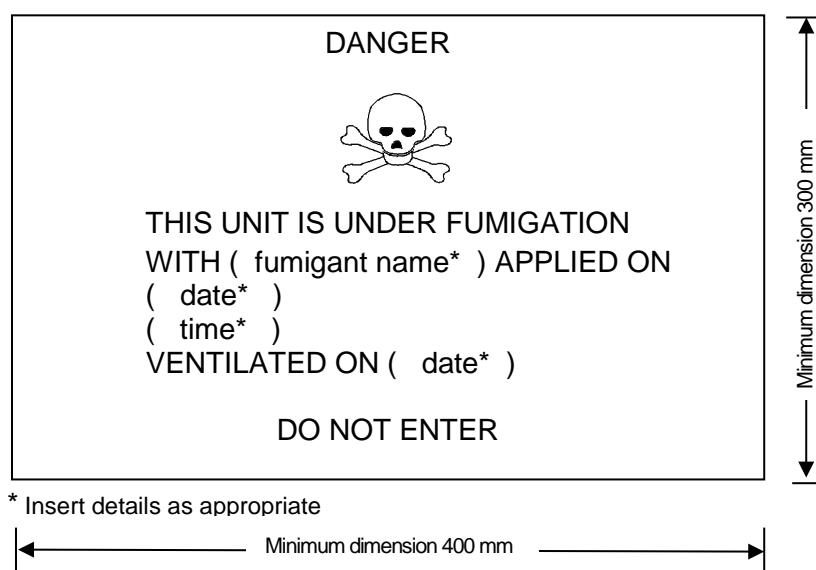 DANGER
THIS UNIT IS UNDER FUMIGATION
WITH ( fumigant name* ) APPLIED ON
( date* )
( time* )
VENTILATED ON ( date* )
DO NOT ENTER
Minimum dimension 300 mm
* Insert details as appropriate
Minimum dimension 400 mm